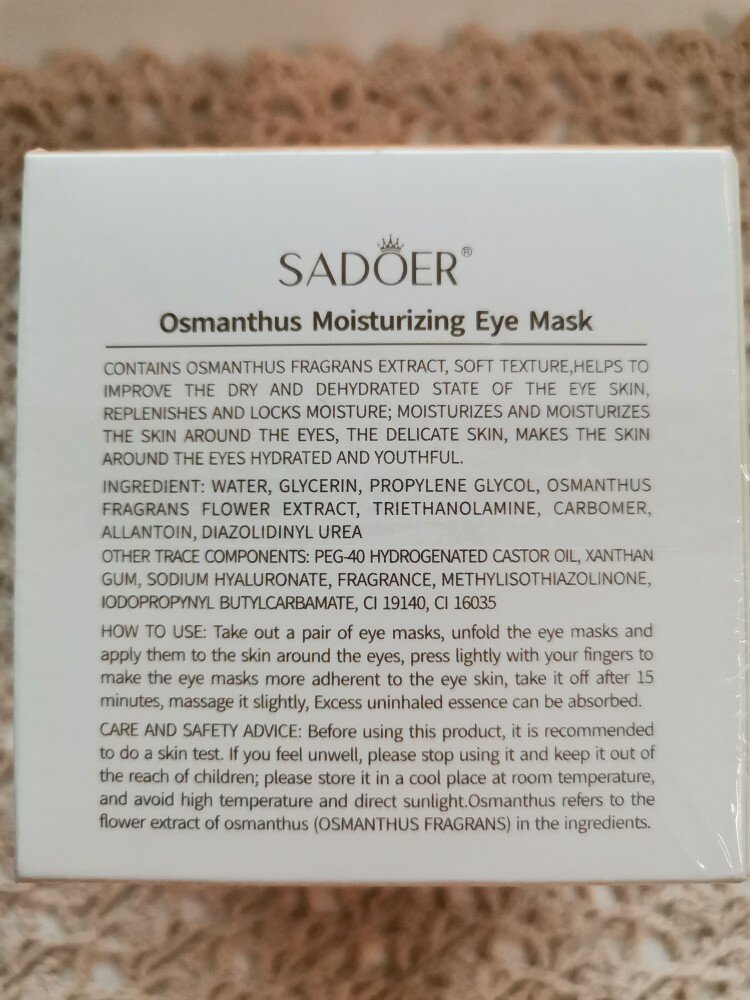 SADOER®
Osmanthus Moisturizing Eye Mask
CONTAINS OSMANTHUS FRAGRANS EXTRACT, SOFT TEXTURE,HELPS TO
IMPROVE THE DRY AND DEHYDRATED STATE OF THE EYE SKIN,
REPLENISHES AND LOCKS MOISTURE; MOISTURIZES AND MOISTURIZES
THE SKIN AROUND THE EYES, THE DELICATE SKIN, MAKES THE SKIN
AROUND THE EYES HYDRATED AND YOUTHFUL.
INGREDIENT: WATER, GLYCERIN, PROPYLENE GLYCOL, OSMANTHUS
FRAGRANS FLOWER EXTRACT, TRIETHANOLAMINE, CARBOMER,
ALLANTOIN, DIAZOLIDINYL UREA
OTHER TRACE COMPONENTS: PEG-40 HYDROGENATED CASTOR OIL, XANTHAN
GUM, SODIUM HYALURONATE, FRAGRANCE, METHYLISOTHIAZOLINONE,
IODOPROPYNYL BUTYLCARBAMATE, CI 19140, CI 16035
HOW TO USE: Take out a pair of eye masks, unfold the eye masks and
apply them to the skin around the eyes, press lightly with your fingers to
make the eye masks more adherent to the eye skin, take it off after 15
minutes, massage it slightly, Excess uninhaled essence can be absorbed.
CARE AND SAFETY ADVICE: Before using this product, it is recommended
to do a skin test. If you feel unwell, please stop using it and keep it out of
the reach of children; please store it in a cool place at room temperature,
and avoid high temperature and direct sunlight.Osmanthus refers to the
flower extract of osmanthus (OSMANTHUS FRAGRANS) in the ingredients.